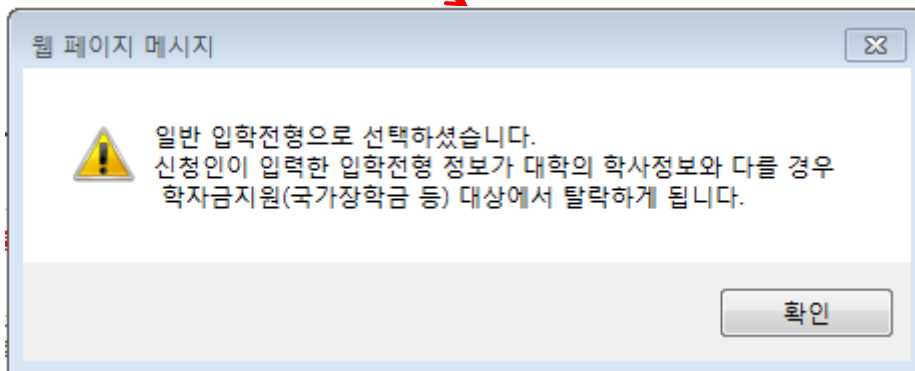 웹 페이지 메시지
일반 입학전형으로 선택하셨습니다.
신청인이 입력한 입학전형 정보가 대학의 학사정보와 다를 경우
학자금지원(국가장학금 등) 대상에서 탈락하게 됩니다.
확인